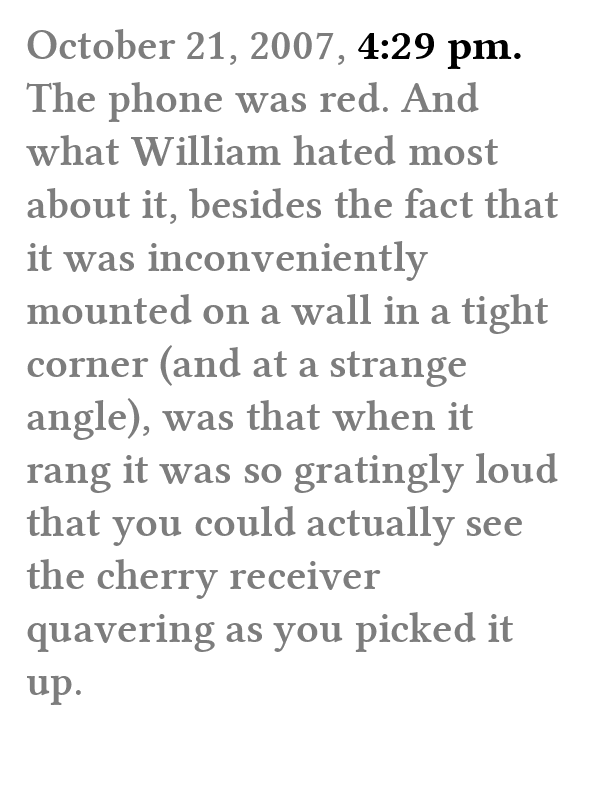 October 21, 2007, 4:29 pm.
The phone was red. And
what William hated most
about it, besides the fact that
it was inconveniently
mounted on a wall in a tight
corner (and at a strange
angle), was that when it
rang it was so gratingly loud
that you could actually see
the cherry receiver
quavering as you picked it
up.